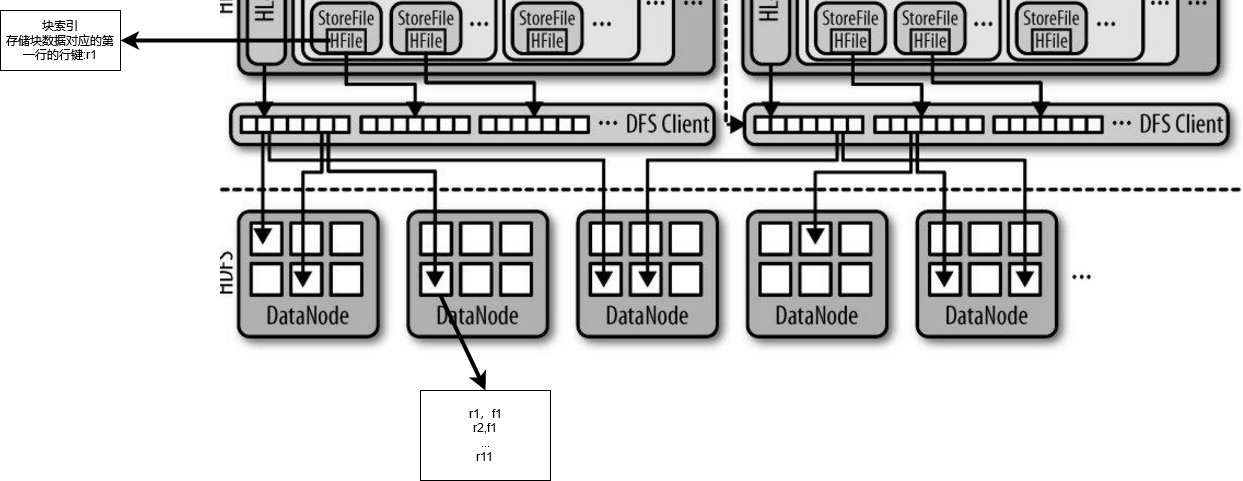 块索引
存储块数据对应的第
一行的行键:r1
HL
StoreFile
HFile
StoreFile
HFile
...
StoreFile
HFile
...
...
...
HL
StoreFile
HFile
StoreFile
HFile
...
StoreFile
HFile
...
...
...
... DFS Client
... DFS Client
HDFS
DataNode
DataNode
DataNode
DataNode
DataNode
...
r1，f1
r2,f1
...
r11